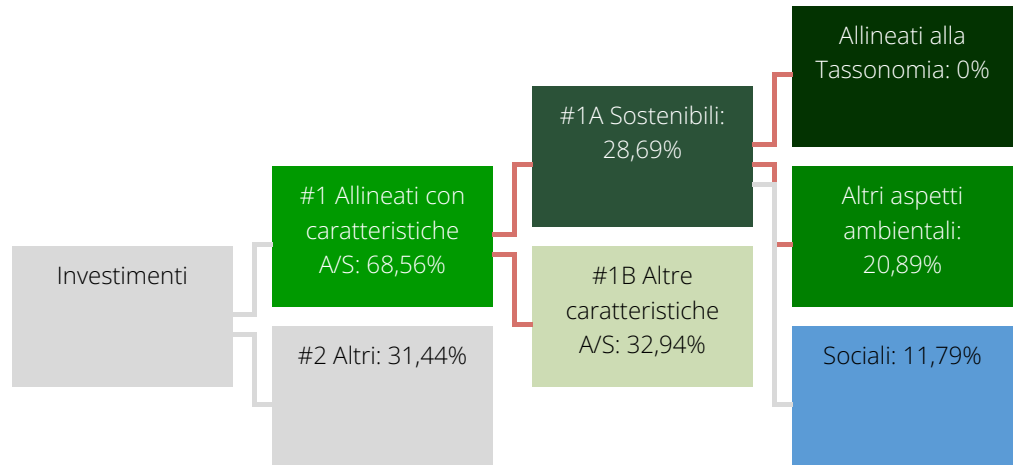 Investimenti
#1 Allineati con
caratteristiche
A/S: 68,56%
#2 Altri: 31,44%
#1A Sostenibili:
28,69%
#1B Altre
caratteristiche
A/S: 32,94%
Allineati alla
Tassonomia: 0%
Altri aspetti
ambientali:
20,89%
Sociali: 11,79%